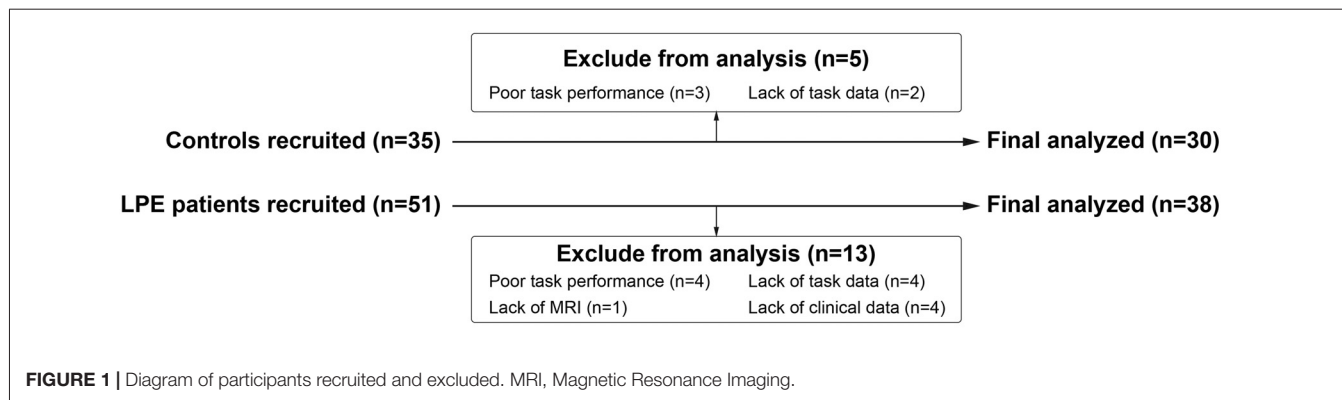 Exclude from analysis (n=5)
Poor task performance (n=3) Lack of task data (n=2)
Controls recruited (n=35) Final analyzed (n=30)
LPE patients recruited (n=51) Final analyzed (n=38)
Exclude from analysis (n=13)
Poor task performance (n=4) Lack of task data (n=4)
Lack of MRI (n=1) Lack of clinical data (n=4)
FIGURE 1 | Diagram of participants recruited and excluded. MRI, Magnetic Resonance Imaging.